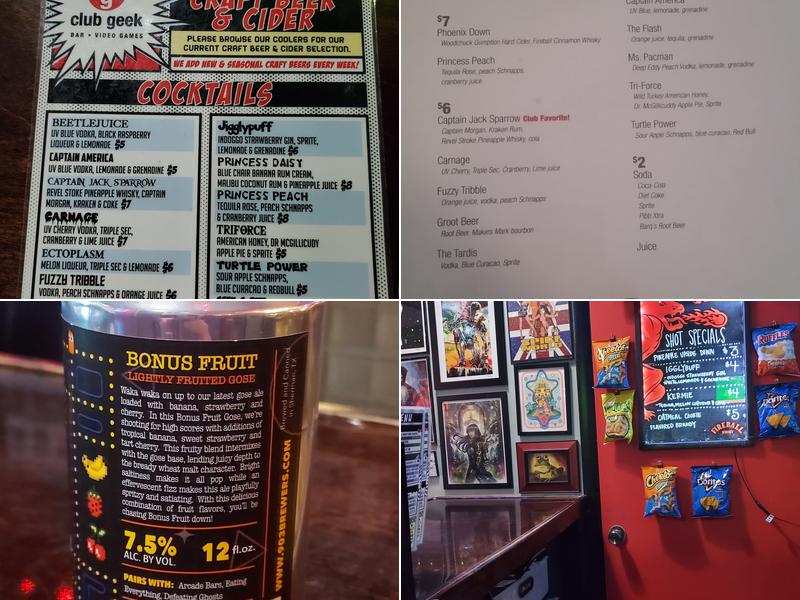 9
club geek
BAR • VIDEO GAMES
CRAFT BEER
& CIDER
PLEASE BROWSE OUR COOLERS FOR OUR
CURRENT CRAFT BEER & CIDER SELECTION.
WE ADD NEW & SEASONAL CRAFT BEERS EVERY WEEK!
COCKTAILS
BEETLEJUICE
UV BLUE VODKA, BLACK RASPBERRY
LIQUEUR & LEMONADE $5
CAPTAIN AMERICA
UV BLUE VODKA, LEMONADE & GRENADINE $5
CAPTAIN JACK SPARROW
REVEL STOKE PINEAPPLE WHISKY, CAPTAIN
MORGAN, KRAKEN & COKE $7
CARNAGE
UV CHERRY VODKA, TRIPLE SEC,
CRANBERRY & LIME JUICE $7
ECTOPLASM
MELON LIQUEUR, TRIPLE SEC & LEMONADE $6
FUZZY TRIBBLE
VODKA, PEACH SCHNAPPS & ORANGE JUICE $6
Jigglypuff
INDOGGO STRAWBERRY GIN, SPRITE,
LEMONADE & GRENADINE $6
PRINCESS DAISY
BLUE CHAIR BANANA RUM CREAM,
MALIBU COCONUT RUM & PINEAPPLE JUICE $8
PRINCESS PEACH
TEQUILA ROSE, PEACH SCHNAPPS
& CRANBERRY JUICE $8
TRIFORCE
AMERICAN HONEY, DR MCGILLICUDY
APPLE PIE & SPRITE $5
TURTLE POWER
SOUR APPLE SCHNAPPS,
BLUE CURACAO & REDBULL $5
$7
Phoenix Down
Woodchuck Gumption Hard Cider, Fireball Cinnamon Whisky
Princess Peach
Tequila Rose, peach Schnapps,
cranberry juice
$6
Captain Jack Sparrow Club Favorite!
Captain Morgan, Kraken Rum,
Revel Stroke Pineapple Whisky, cola
Carnage
UV Cherry, Triple Sec, Cranberry, Lime juice
Fuzzy Tribble
Orange juice, vodka, peach Schnapps
Groot Beer
Root Beer, Makers Mark bourbon
The Tardis
Vodka, Blue Curacao, Sprite
Captain America
UV Blue, lemonade, grenadine
The Flash
Orange juice, tequila, grenadine
Ms. Pacman
Deep Eddy Peach Vodka, lemonade, grenadine
Tri-Force
Wild Turkey American Honey,
Dr. McGillicuddy Apple Pie, Sprite
Turtle Power
Sour Apple Schnapps, blue curacao, Red Bull
$2
Soda
Coca-Cola
Diet Coke
Sprite
Pibb Xtra
Barq's Root Beer
Juice
BONUS FRUIT
LIGHTLY FRUITED GOSE
Waka waka on up to our latest gose ale
loaded with banana, strawberry and
cherry. In this Bonus Fruit Gose, we're
shooting for high scores with additions of
tropical banana, sweet strawberry and
tart cherry. This fruity blend intermixes
with the gose base, lending juicy depth to
the bready wheat malt character. Bright
saltiness makes it all pop while an
effervescent fizz makes this ale playfully
spritzy and satiating. With this delicious
combination of fruit flavors, you'll be
chasing Bonus Fruit down!
7.5%
ALC. BY VOL.
12 fl.oz.
PAIRS WITH: Arcade Bars, Eating
Everything, Defeating Ghosts
Brewed and Canned
in Sherman, TX
WWW.903BREWERS.COM
SHOT SPECIALS
PINEAPPLE UPSIDE DOWN $3
IGGLYBUFF $4
KERMIE $4
OATMEAL COOKIE $5
FLAVORED BRANDY
FIREBALL
Cheetos
RUFFLES
Doritos
Cheetos
Doritos